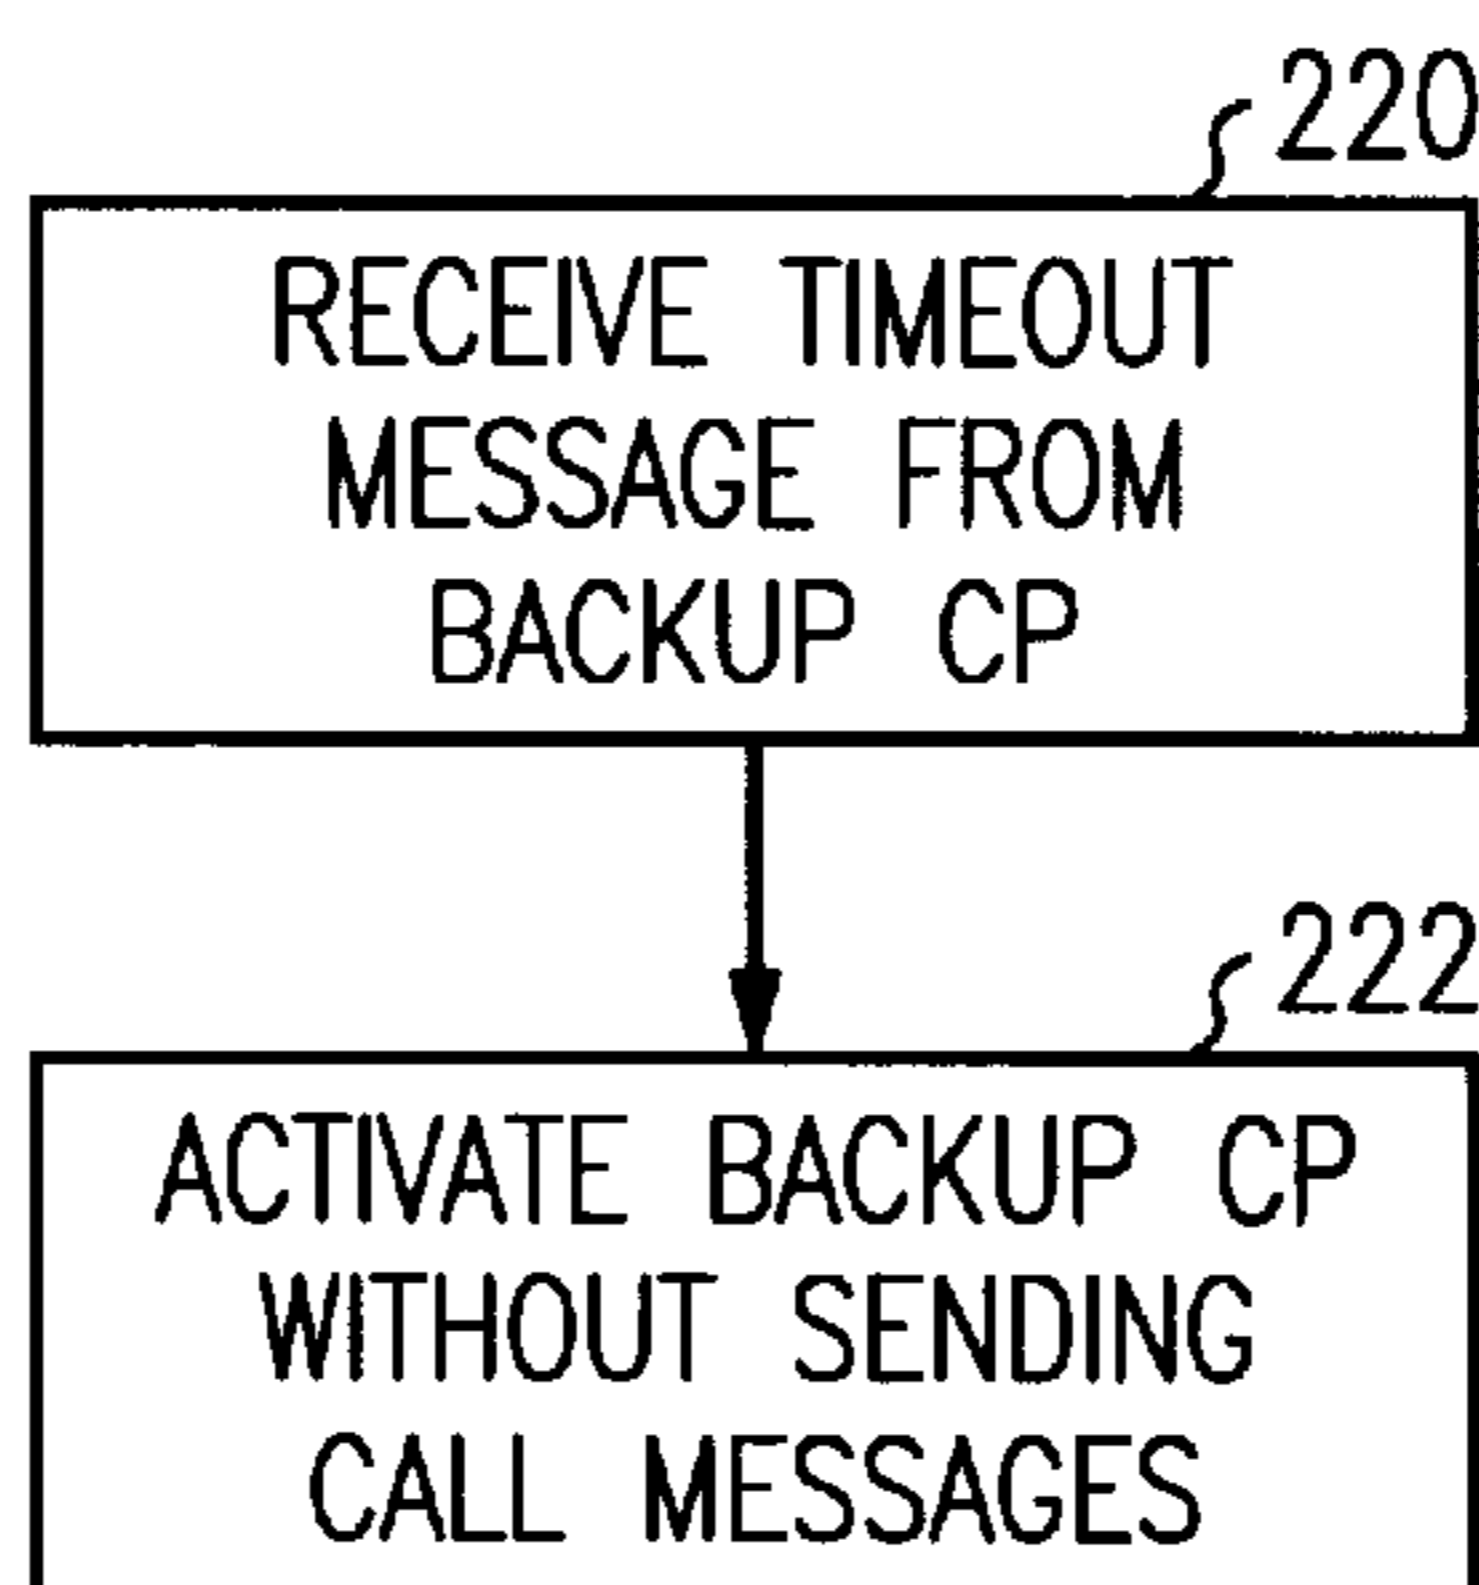 220
RECEIVE TIMEOUT
MESSAGE FROM
BACKUP CP
222
ACTIVATE BACKUP CP
WITHOUT SENDING
CALL MESSAGES